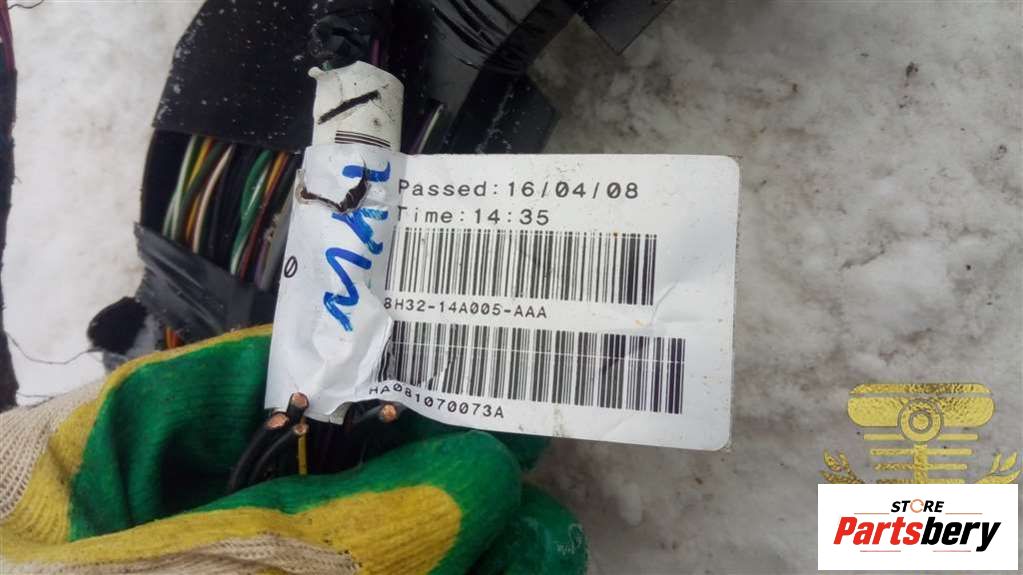 Passed:16/04/08
Time:14:35
8H32-14A005-AAA
HA081070073A
STORE
Partsbery